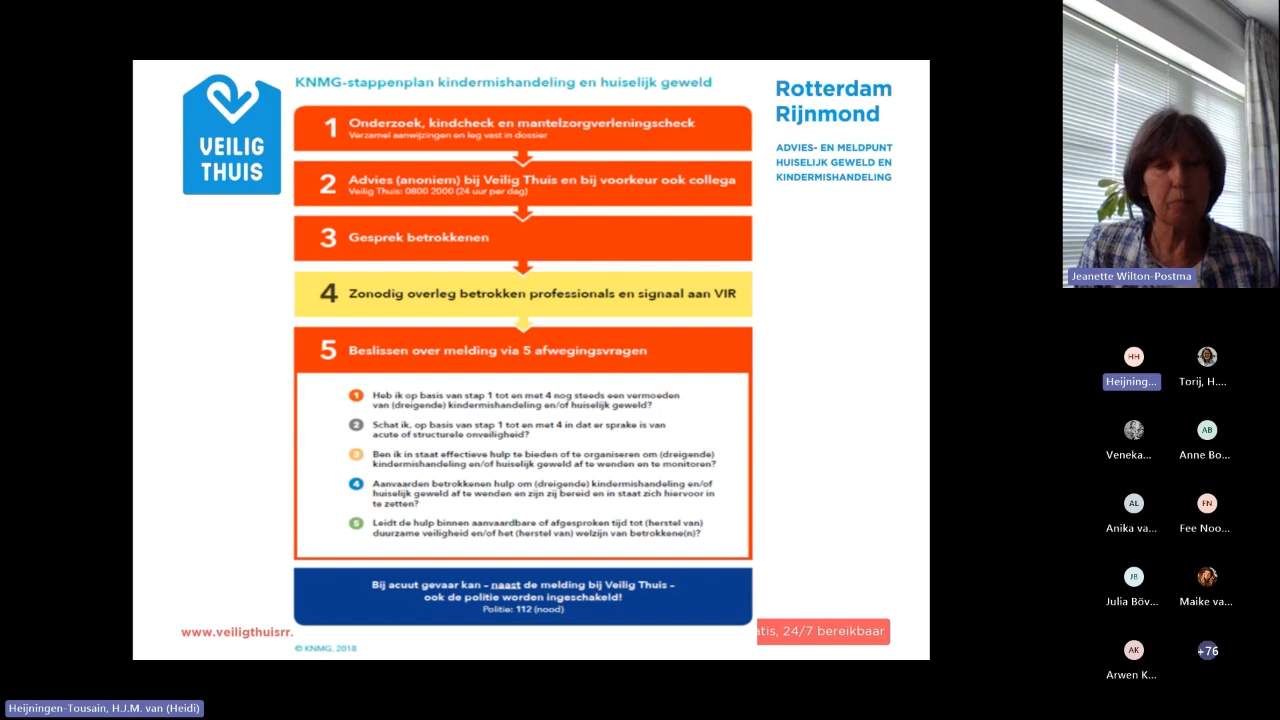 KNMG-stappenplan kindermishandeling en huiselijk geweld
VEILIG
THUIS
Rotterdam
Rijnmond
ADVIES- EN MELDPUNT
HUISELIJK GEWELD EN
KINDERMISHANDELING
1 Onderzoek, kindcheck en mantelzorgverleningscheck
Verzamel aanwijzingen en leg vast in dossier
2 Advies (anoniem) bij Veilig Thuis en bij voorkeur ook collega
Veilig Thuis: 0800 2000 (24 uur per dag)
3 Gesprek betrokkenen
4 Zonodig overleg betrokken professionals en signaal aan VIR
5 Beslissen over melding via 5 afwegingsvragen
1 Heb ik op basis van stap 1 tot en met 4 nog steeds een vermoeden
van (dreigende) kindermishandeling en/of huiselijk geweld?
2 Schat ik, op basis van stap 1 tot en met 4 in dat er sprake is van
acute of structurele onveiligheid?
3 Ben ik in staat effectieve hulp te bieden of te organiseren om (dreigende)
kindermishandeling en/of huiselijk geweld af te wenden en te monitoren?
4 Aanvaarden betrokkenen hulp om (dreigende) kindermishandeling en/of
huiselijk geweld af te wenden en zijn zij bereid en in staat zich hiervoor in
te zetten?
5 Leidt de hulp binnen aanvaardbare of afgesproken tijd tot (herstel van)
duurzame veiligheid en/of het (herstel van) welzijn van betrokkene(n)?
Bij acuut gevaar kan – naast de melding bij Veilig Thuis –
ook de politie worden ingeschakeld!
Politie: 112 (nood)
www.veiligthuisrr.
atis, 24/7 bereikbaar
© KNMG, 2018
Jeanette Wilton-Postma
HH
Heijning...
Torij, H....
Veneka...
AB
Anne Bo...
AL
Anika va...
FN
Fee Noo...
JB
Julia Böv...
Maike va...
AK
Arwen K...
+76
Heijningen-Tousain, H.J.M. van (Heidi)